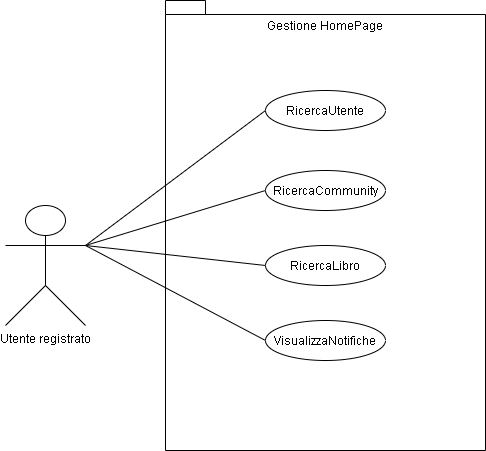 Gestione HomePage
RicercaUtente
RicercaCommunity
RicercaLibro
VisualizzaNotifiche
Utente registrato